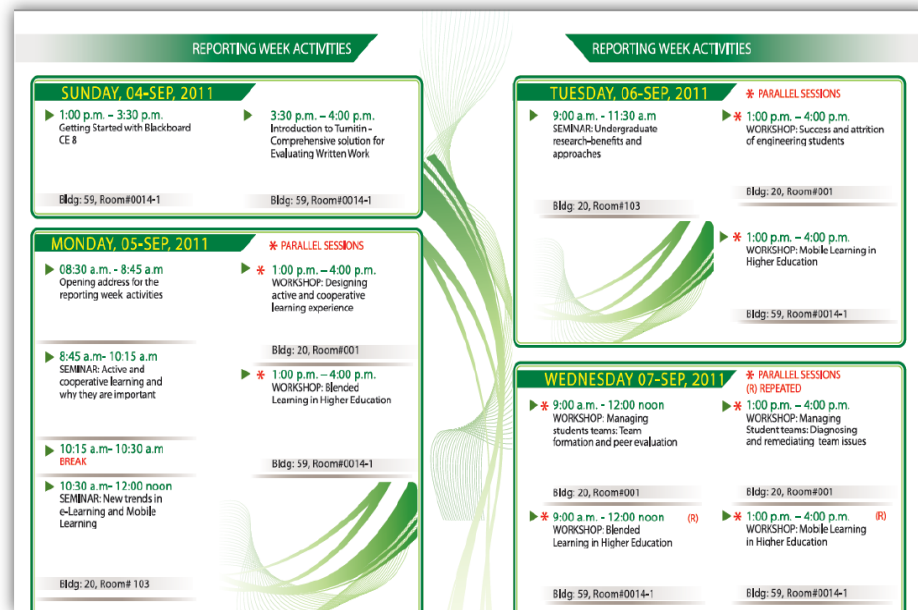 REPORTING WEEK ACTIVITIES
SUNDAY, 04-SEP, 2011
1:00 p.m. – 3:30 p.m.
Getting Started with Blackboard
CE 8
Bldg: 59, Room#0014-1
3:30 p.m. – 4:00 p.m.
Introduction to Turnitin -
Comprehensive solution for
Evaluating Written Work
Bldg: 59, Room#0014-1
MONDAY, 05-SEP, 2011
* PARALLEL SESSIONS
08:30 a.m. - 8:45 a.m
Opening address for the
reporting week activities
8:45 a.m- 10:15 a.m
SEMINAR: Active and
cooperative learning and
why they are important
10:15 a.m- 10:30 a.m
BREAK
10:30 a.m- 12:00 noon
SEMINAR: New trends in
e-Learning and Mobile
Learning
Bldg: 20, Room# 103
* 1:00 p.m. – 4:00 p.m.
WORKSHOP: Designing
active and cooperative
learning experience
Bldg: 20, Room#001
* 1:00 p.m. – 4:00 p.m.
WORKSHOP: Blended
Learning in Higher Education
Bldg: 59, Room#0014-1
REPORTING WEEK ACTIVITIES
TUESDAY, 06-SEP, 2011
* PARALLEL SESSIONS
9:00 a.m. - 11:30 a.m
SEMINAR: Undergraduate
research-benefits and
approaches
Bldg: 20, Room#103
* 1:00 p.m. – 4:00 p.m.
WORKSHOP: Success and attrition
of engineering students
Bldg: 20, Room#001
* 1:00 p.m. – 4:00 p.m.
WORKSHOP: Mobile Learning in
Higher Education
Bldg: 59, Room#0014-1
WEDNESDAY 07-SEP, 2011
* PARALLEL SESSIONS
(R) REPEATED
* 9:00 a.m. - 12:00 noon
WORKSHOP: Managing
students teams: Team
formation and peer evaluation
Bldg: 20, Room#001
* 1:00 p.m. – 4:00 p.m.
WORKSHOP: Managing
Student teams: Diagnosing
and remediating team issues
Bldg: 20, Room#001
* 9:00 a.m. - 12:00 noon (R)
WORKSHOP: Blended
Learning in Higher Education
Bldg: 59, Room#0014-1
* 1:00 p.m. – 4:00 p.m. (R)
WORKSHOP: Mobile Learning
in Higher Education
Bldg: 59, Room#0014-1